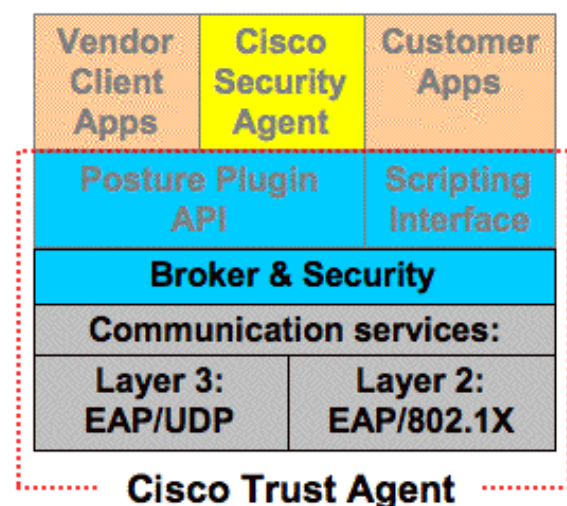 Vendor
Client
Apps
Cisco
Security
Agent
Customer
Apps
Posture Plugin
API
Scripting
Interface
Broker & Security
Communication services:
Layer 3:
EAP/UDP
Layer 2:
EAP/802.1X
Cisco Trust Agent